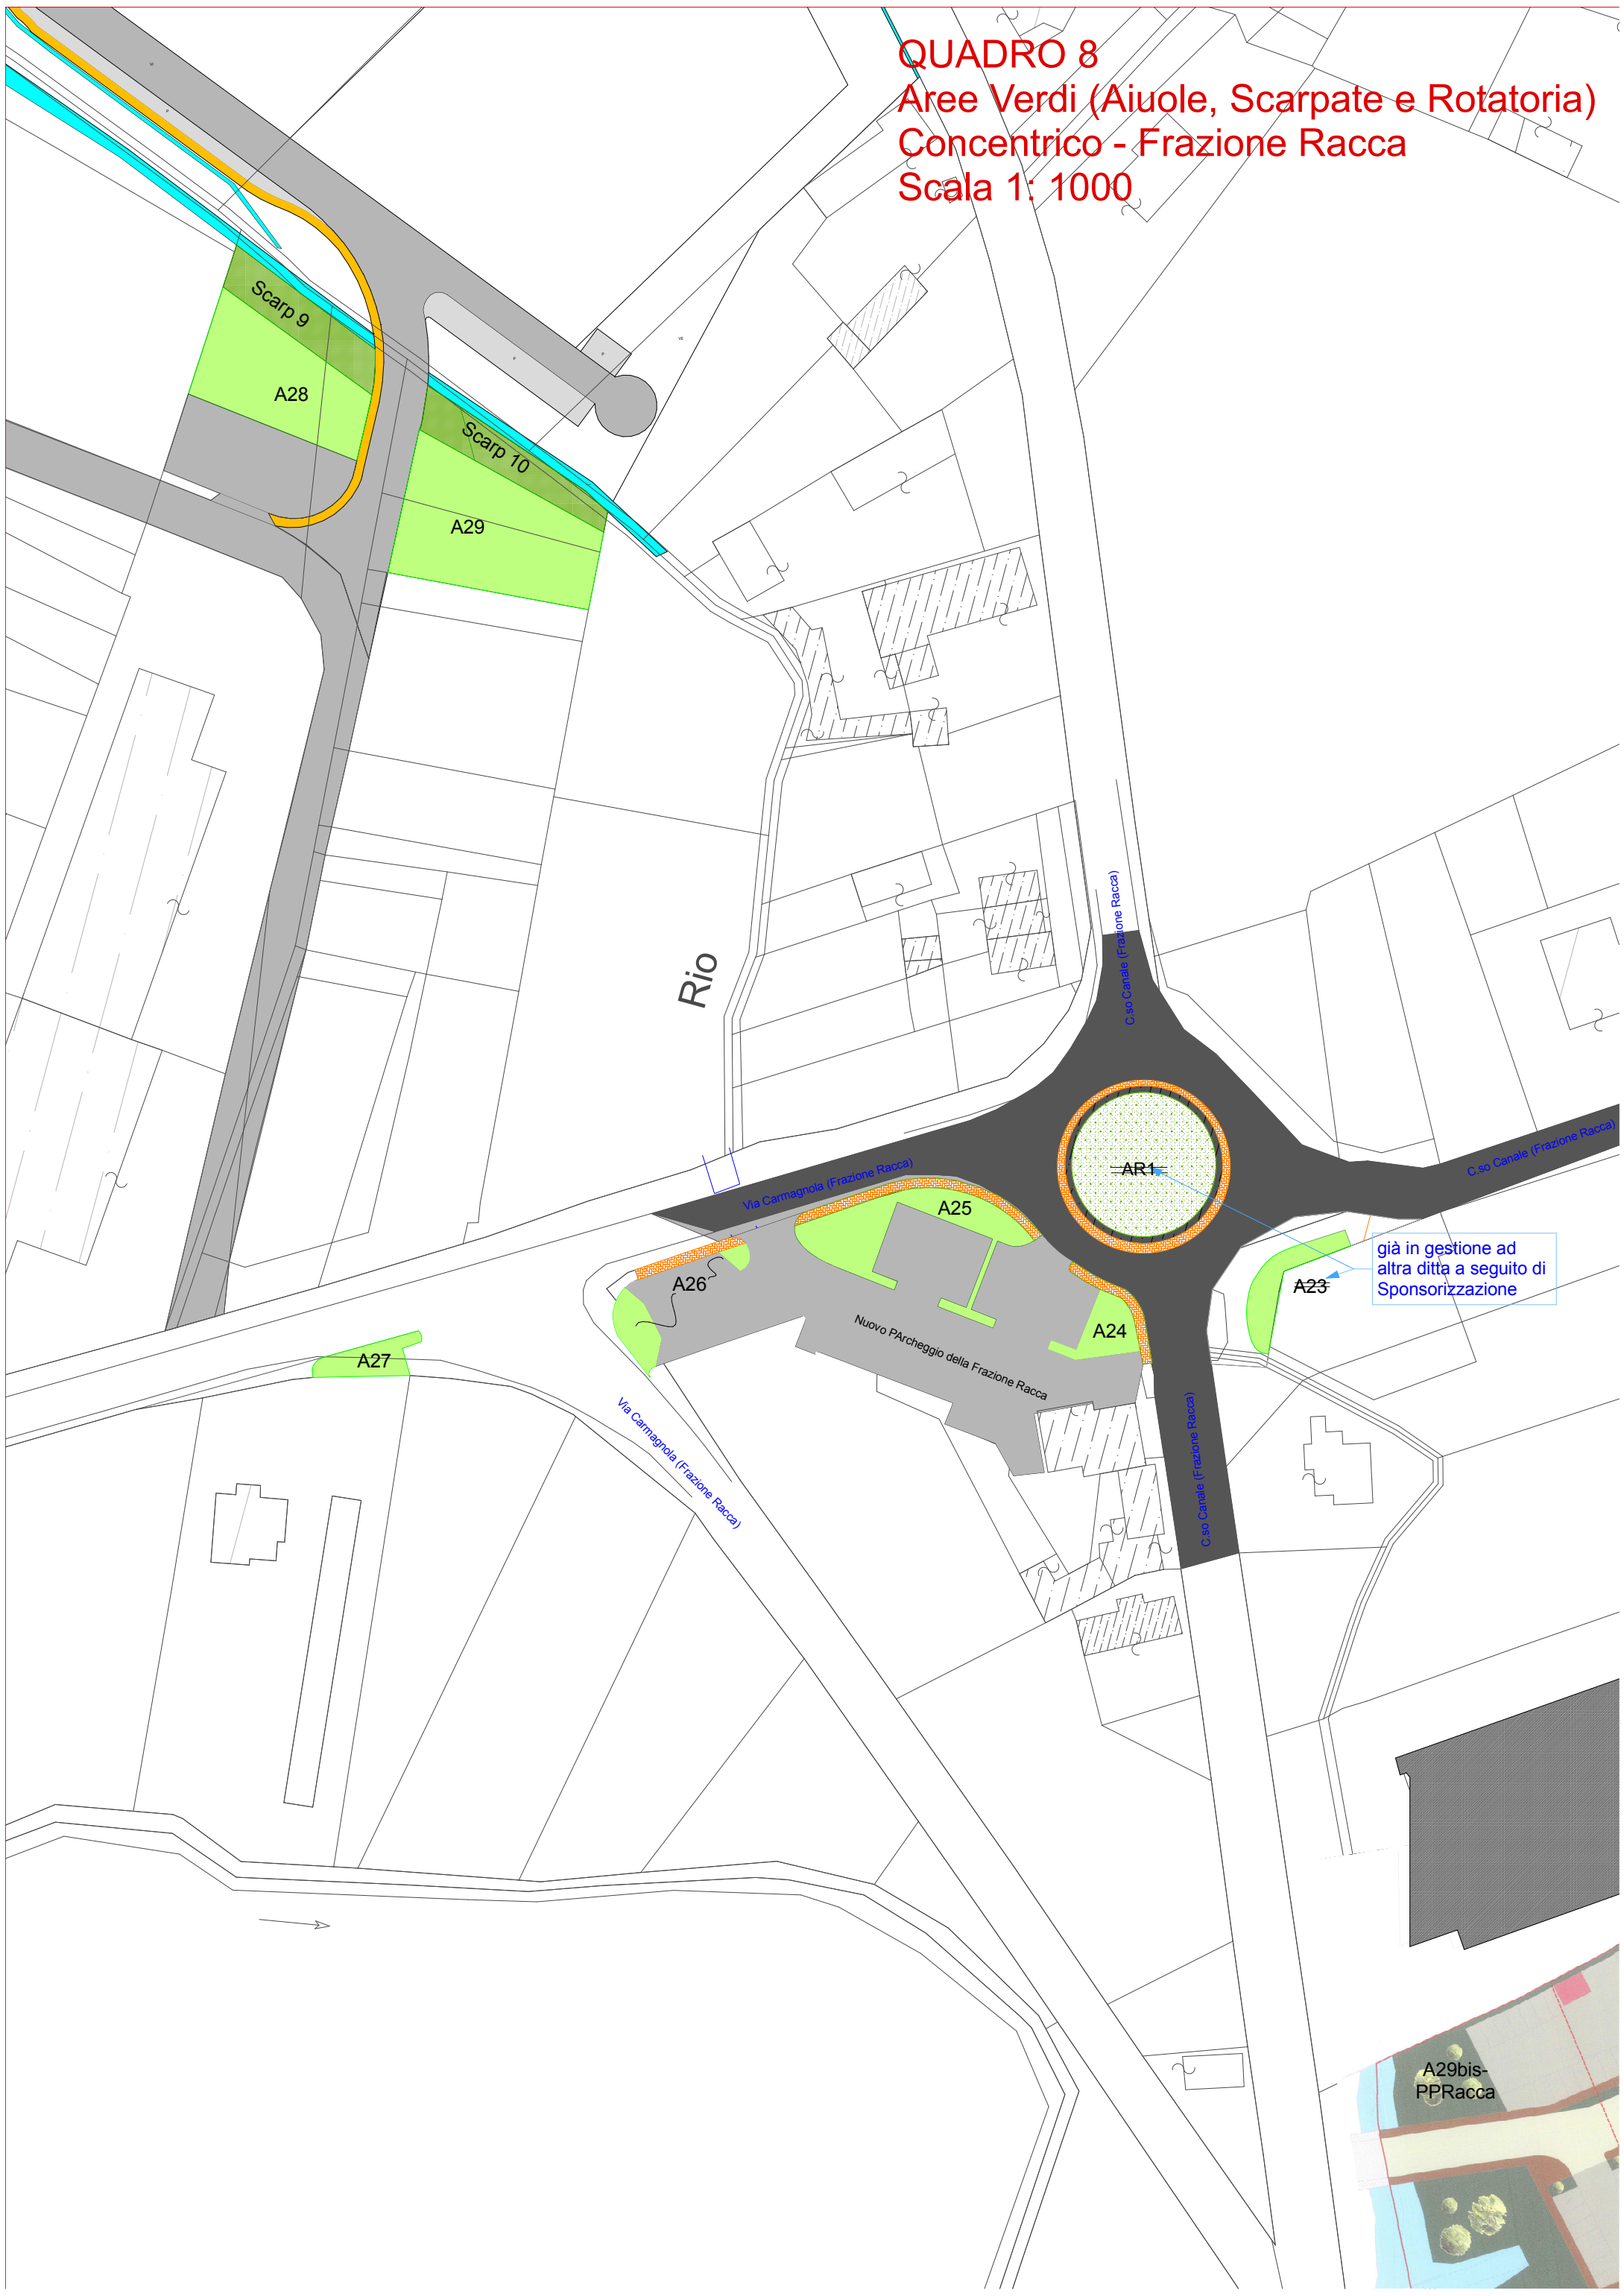 QUADRO 8
Aree Verdi (Aiuole, Scarpate e Rotatoria)
Concentrico - Frazione Racca
Scala 1: 1000
Scarp 9
A28
Scarp 10
A29
Rio
C.so Canale (Frazione Racca)
AR1
C.so Canale (Frazione Racca)
Via Carmagnola (Frazione Racca)
A25
già in gestione ad
altra ditta a seguito di
Sponsorizzazione
A23
A26
Nuovo PArcheggio della Frazione Racca
A24
A27
Via Carmagnola (Frazione Racca)
C.so Canale (Frazione Racca)
A29bis-
PPRacca